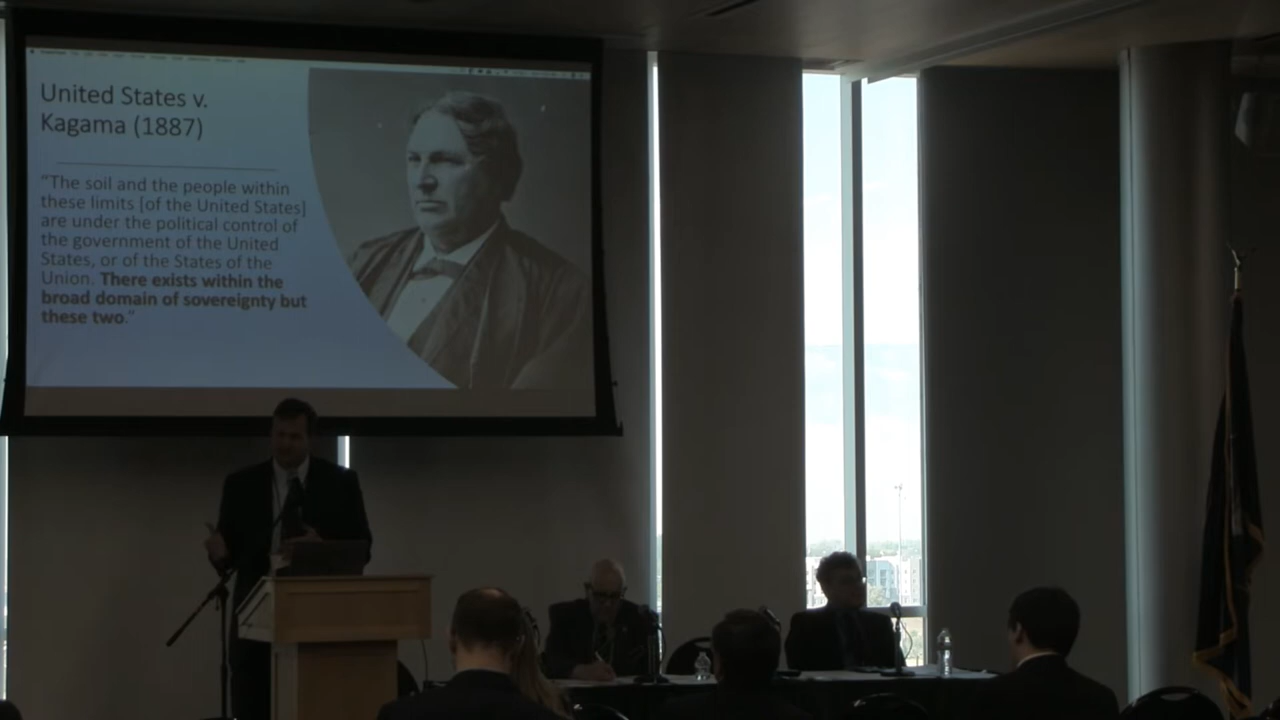 United States v.
Kagama (1887)
“The soil and the people within
these limits [of the United States]
are under the political control of
the government of the United
States, or of the States of the
Union. There exists within the
broad domain of sovereignty but
these two.”